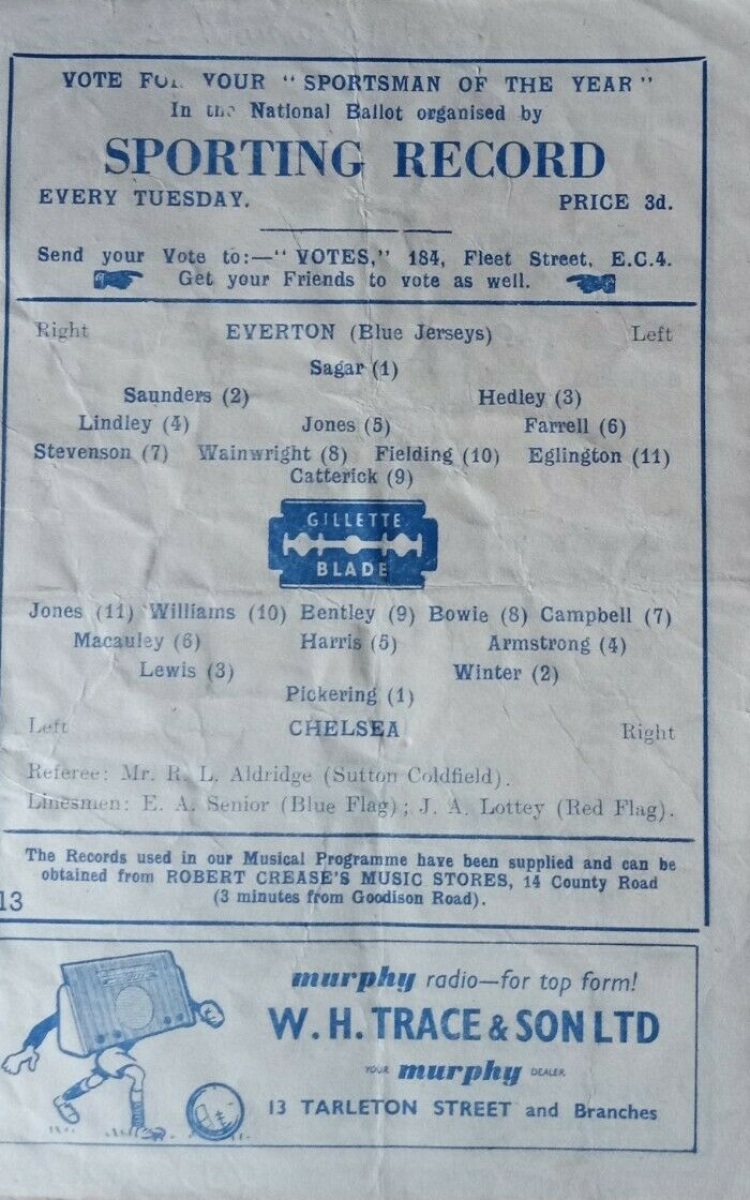 VOTE FOR YOUR "SPORTSMAN OF THE YEAR"
In the National Ballot organised by
SPORTING RECORD
EVERY TUESDAY. PRICE 3d.
Send your Vote to:—"VOTES," 184, Fleet Street, E.C.4.
Get your Friends to vote as well.
Right EVERTON (Blue Jerseys) Left
Sagar (1)
Saunders (2) Hedley (3)
Lindley (4) Jones (5) Farrell (6)
Stevenson (7) Wainwright (8) Fielding (10) Eglington (11)
Catterick (9)
GILLETTE
BLADE
Jones (11) Williams (10) Bentley (9) Bowie (8) Campbell (7)
Macauley (6) Harris (5) Armstrong (4)
Lewis (3) Winter (2)
Pickering (1)
Left CHELSEA Right
Referee: Mr. R. L. Aldridge (Sutton Coldfield).
Linesmen: E. A. Senior (Blue Flag); J. A. Lottey (Red Flag).
The Records used in our Musical Programme have been supplied and can be
obtained from ROBERT CREASE'S MUSIC STORES, 14 County Road
(3 minutes from Goodison Road).
13
murphy radio—for top form!
W. H. TRACE & SON LTD
YOUR murphy DEALER
13 TARLETON STREET and Branches